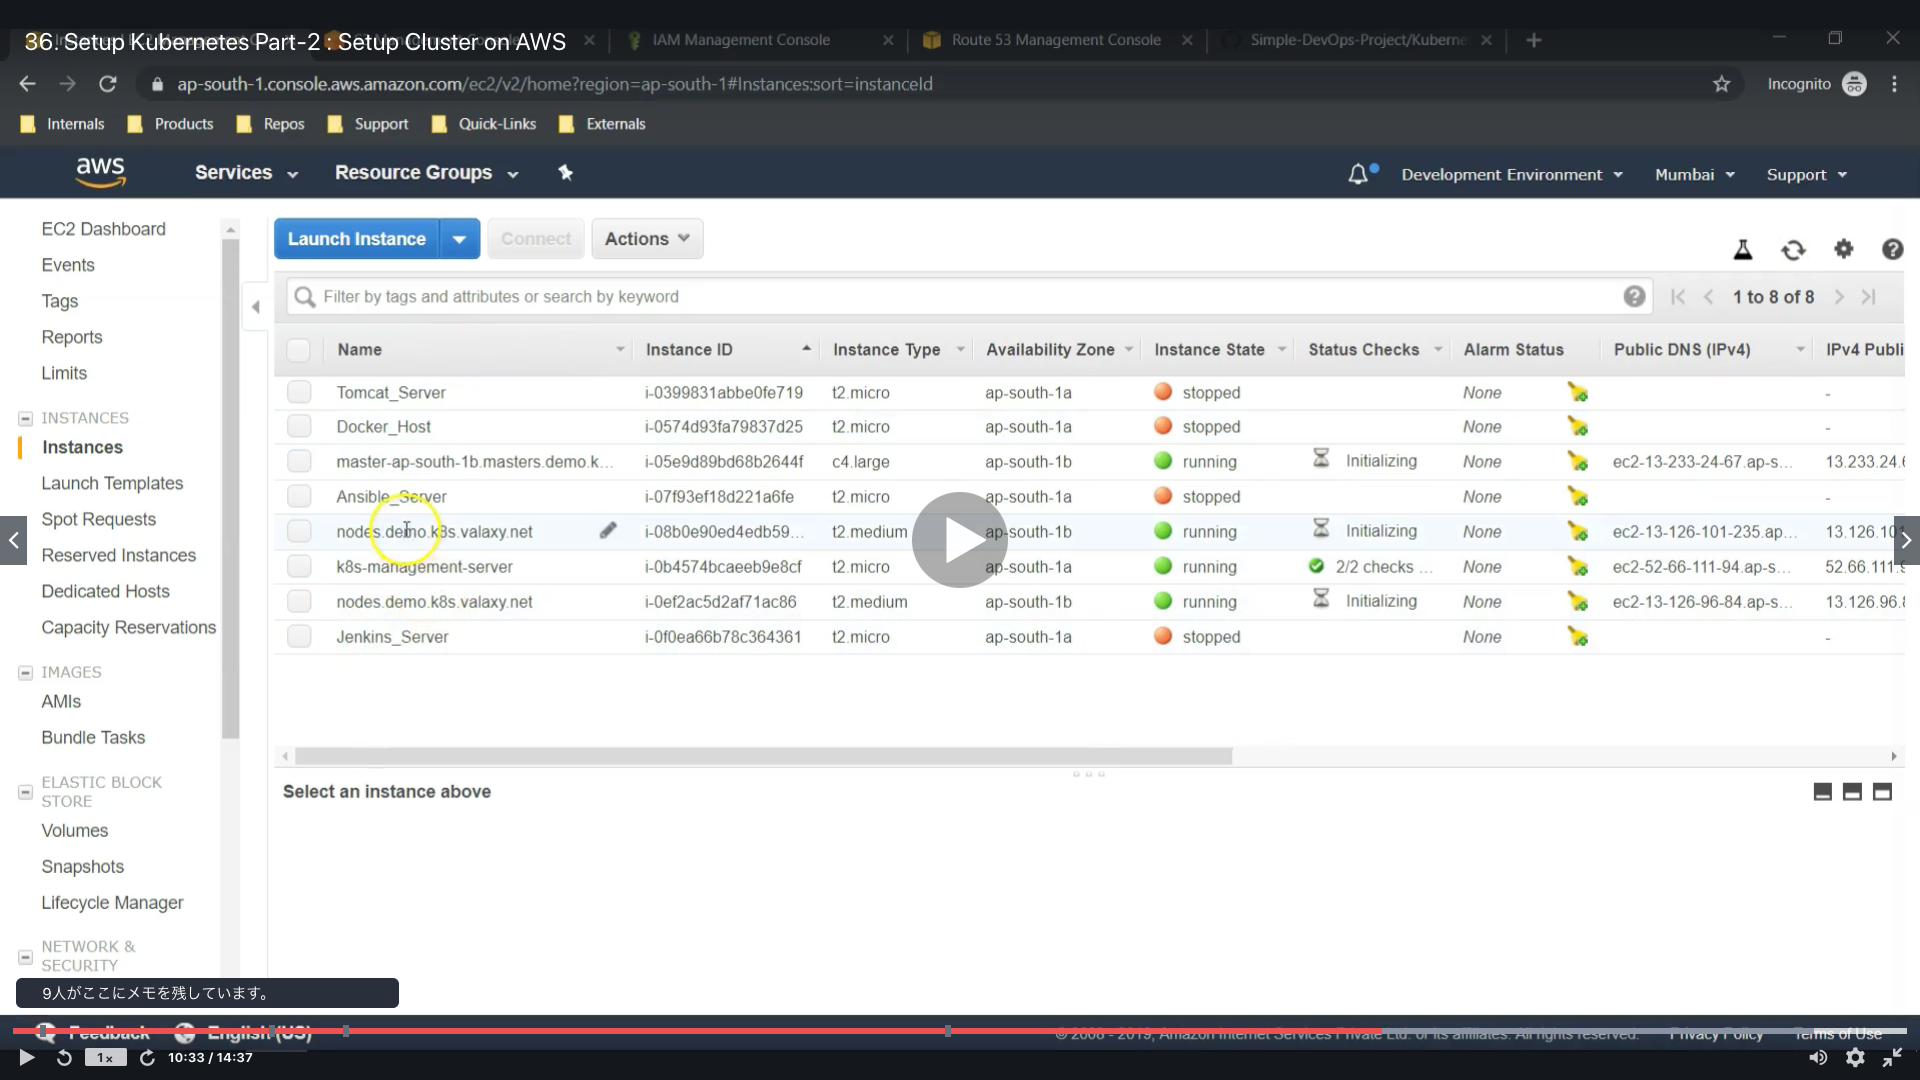 36. Setup Kubernetes Part-2 : Setup Cluster on AWS
IAM Management Console
Route 53 Management Console
Simple-DevOps-Project/Kuberne
ap-south-1.console.aws.amazon.com/ec2/v2/home?region=ap-south-1#Instances:sort=instanceId
Incognito
Internals Products Repos Support Quick-Links Externals
aws Services Resource Groups Development Environment Mumbai Support
EC2 Dashboard
Events
Tags
Reports
Limits
INSTANCES
Instances
Launch Templates
Spot Requests
Reserved Instances
Dedicated Hosts
Capacity Reservations
IMAGES
AMIs
Bundle Tasks
ELASTIC BLOCK
STORE
Volumes
Snapshots
Lifecycle Manager
NETWORK &
SECURITY
Launch Instance Connect Actions
Filter by tags and attributes or search by keyword 1 to 8 of 8
Name Instance ID Instance Type Availability Zone Instance State Status Checks Alarm Status Public DNS (IPv4) IPv4 Publi
Tomcat_Server i-0399831abbe0fe719 t2.micro ap-south-1a stopped None -
Docker_Host i-0574d93fa79837d25 t2.micro ap-south-1a stopped None -
master-ap-south-1b.masters.demo.k... i-05e9d89bd68b2644f c4.large ap-south-1b running Initializing None ec2-13-233-24-67.ap-s... 13.233.24.6
Ansible_Server i-07f93ef18d221a6fe t2.micro ap-south-1a stopped None -
nodes.demo.k8s.valaxy.net i-08b0e90ed4edb59... t2.medium ap-south-1b running Initializing None ec2-13-126-101-235.ap... 13.126.101
k8s-management-server i-0b4574bcaeeb9e8cf t2.micro ap-south-1a running 2/2 checks ... None ec2-52-66-111-94.ap-s... 52.66.111.9
nodes.demo.k8s.valaxy.net i-0ef2ac5d2af71ac86 t2.medium ap-south-1b running Initializing None ec2-13-126-96-84.ap-s... 13.126.96.8
Jenkins_Server i-0f0ea66b78c364361 t2.micro ap-south-1a stopped None -
Select an instance above
9人がここにメモを残しています。
Feedback English (US) © 2008 - 2019, Amazon Internet Services Private Ltd. or its affiliates. All rights reserved. Privacy Policy Terms of Use
1x 10:33 / 14:37